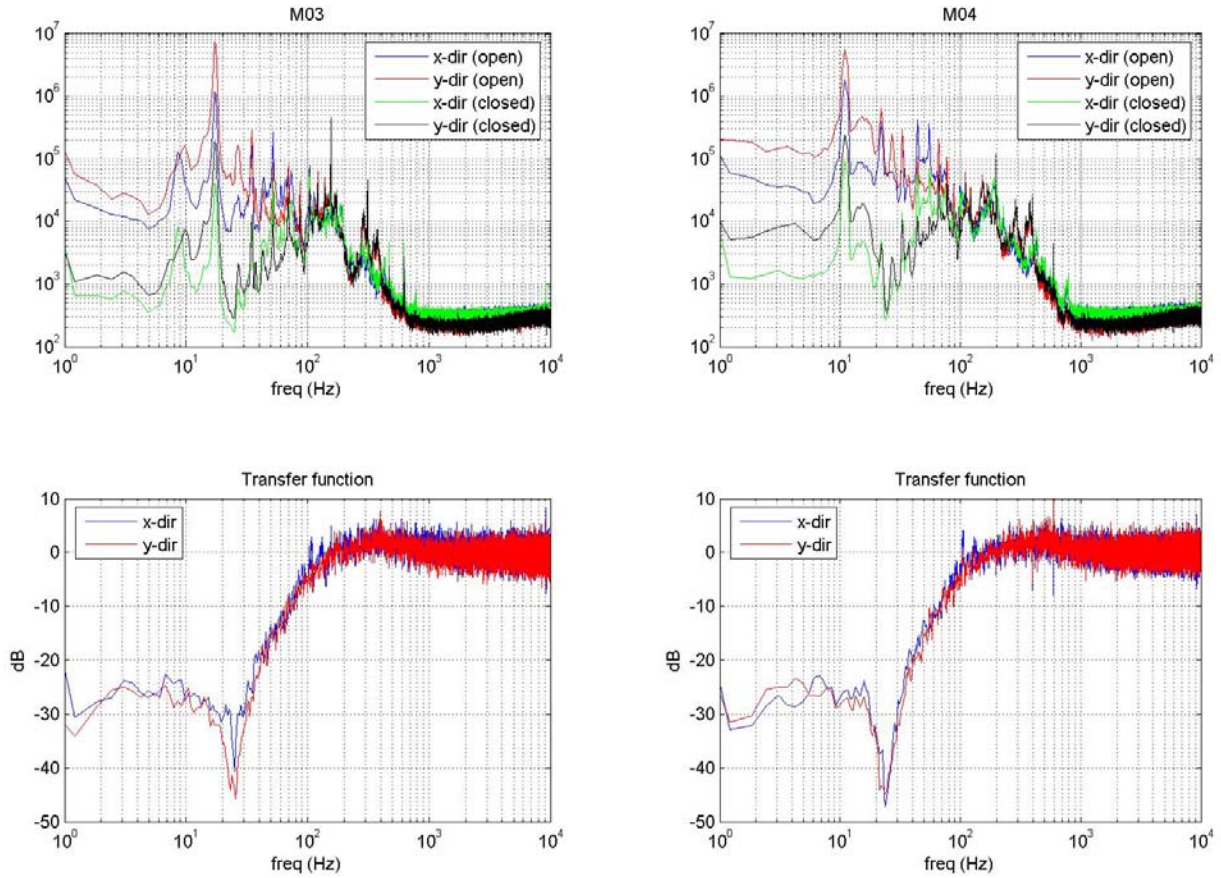 M03
10^7
10^6
10^5
10^4
10^3
10^2
x-dir (open)
y-dir (open)
x-dir (closed)
y-dir (closed)
10^0
10^1
10^2
10^3
10^4
freq (Hz)
M04
10^7
10^6
10^5
10^4
10^3
10^2
x-dir (open)
y-dir (open)
x-dir (closed)
y-dir (closed)
10^0
10^1
10^2
10^3
10^4
freq (Hz)
Transfer function
10
0
-10
-20
-30
-40
-50
dB
x-dir
y-dir
10^0
10^1
10^2
10^3
10^4
freq (Hz)
Transfer function
10
0
-10
-20
-30
-40
-50
dB
x-dir
y-dir
10^0
10^1
10^2
10^3
10^4
freq (Hz)